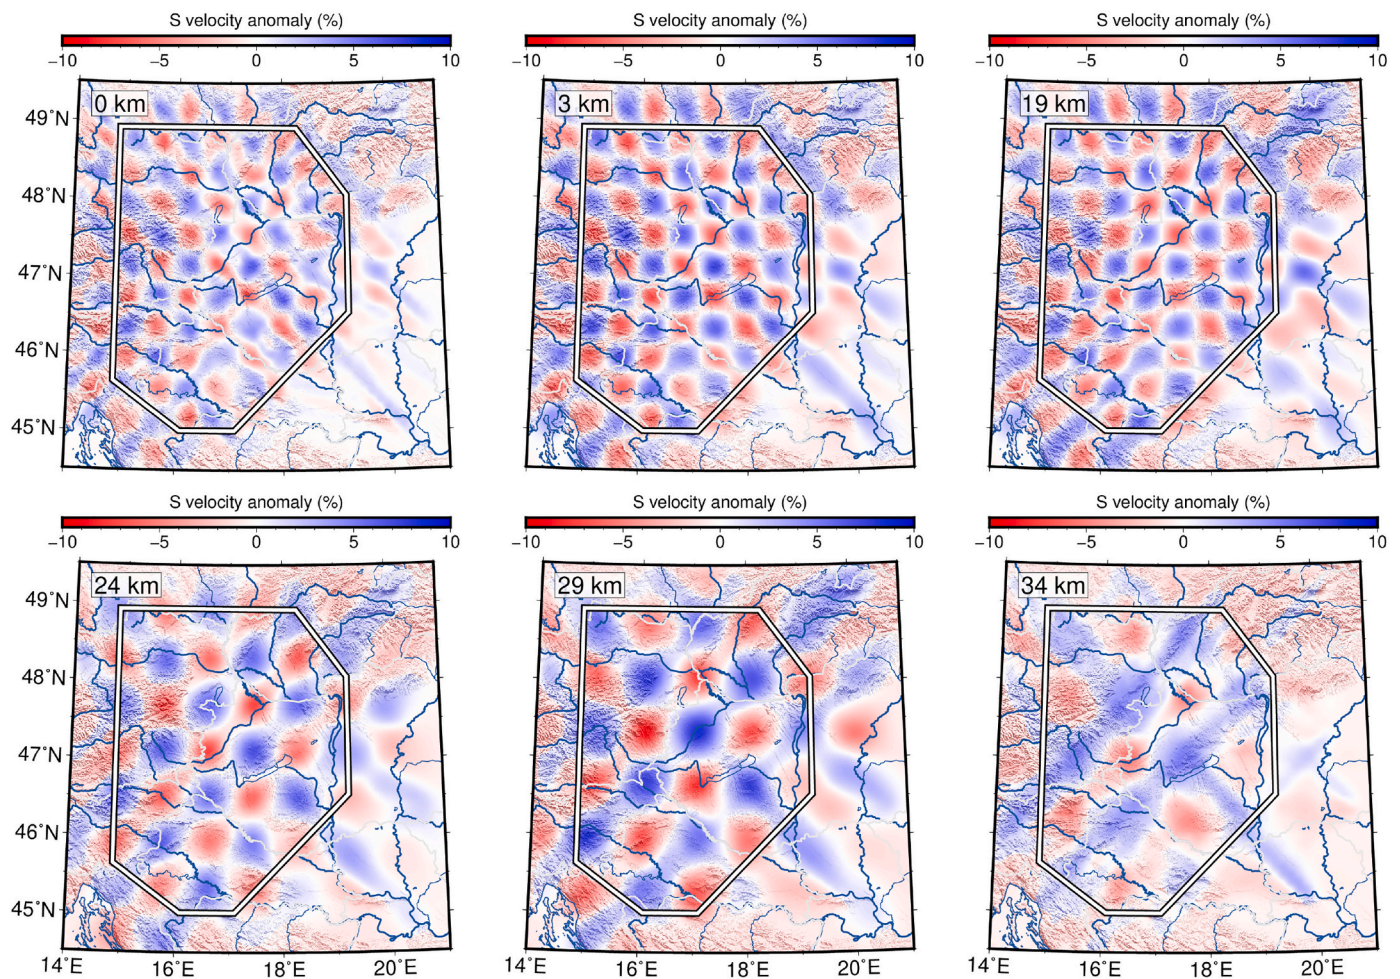 S velocity anomaly (%) S velocity anomaly (%) S velocity anomaly (%)
−10 −5 0 5 10 −10 −5 0 5 10 −10 −5 0 5 10
0 km 3 km 19 km
49˚N
48˚N
47˚N
46˚N
45˚N
S velocity anomaly (%) S velocity anomaly (%) S velocity anomaly (%)
−10 −5 0 5 10 −10 −5 0 5 10 −10 −5 0 5 10
24 km 29 km 34 km
49˚N
48˚N
47˚N
46˚N
45˚N
14˚E 16˚E 18˚E 20˚E 14˚E 16˚E 18˚E 20˚E 14˚E 16˚E 18˚E 20˚E